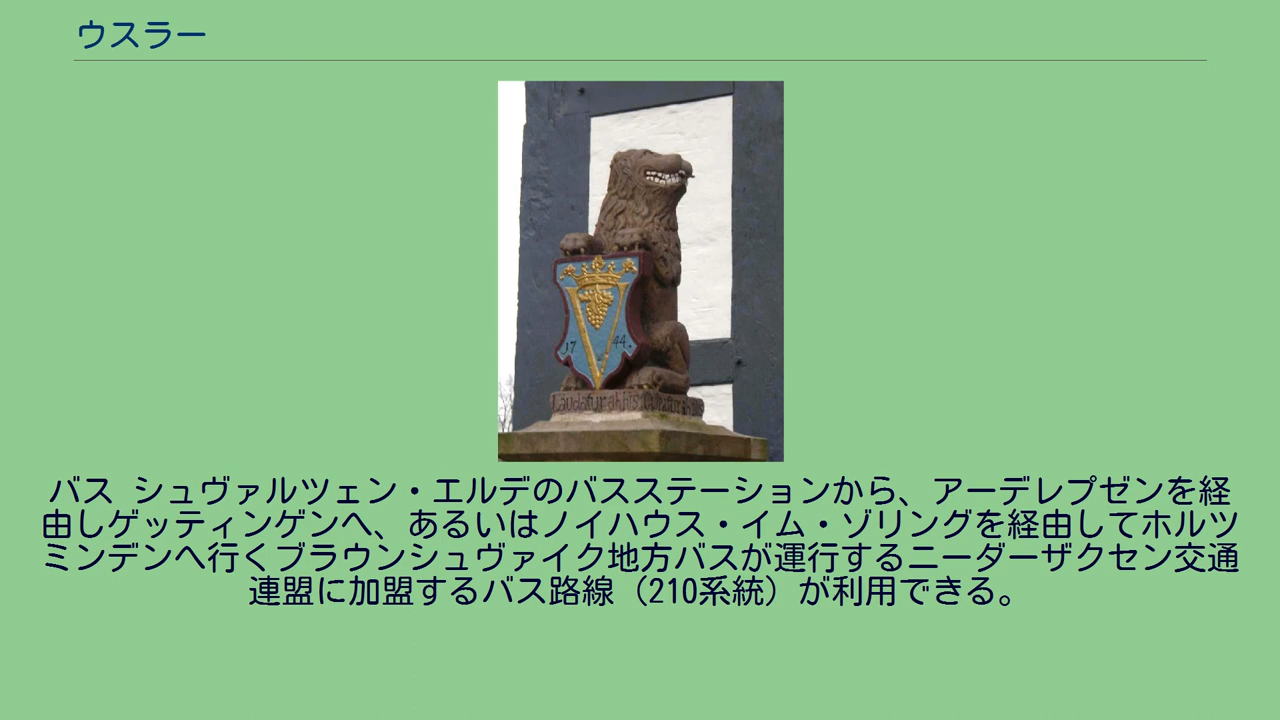 ウスラー
17 44.
Laudatur ab his
バス シュヴァルツェン・エルデのバスステーションから、アーデレプゼンを経
由しゲッティンゲンへ、あるいはノイハウス・イム・ゾリングを経由してホルツ
ミンデンへ行くブラウンシュヴァイク地方バスが運行するニーダーザクセン交通
連盟に加盟するバス路線（210系統）が利用できる。